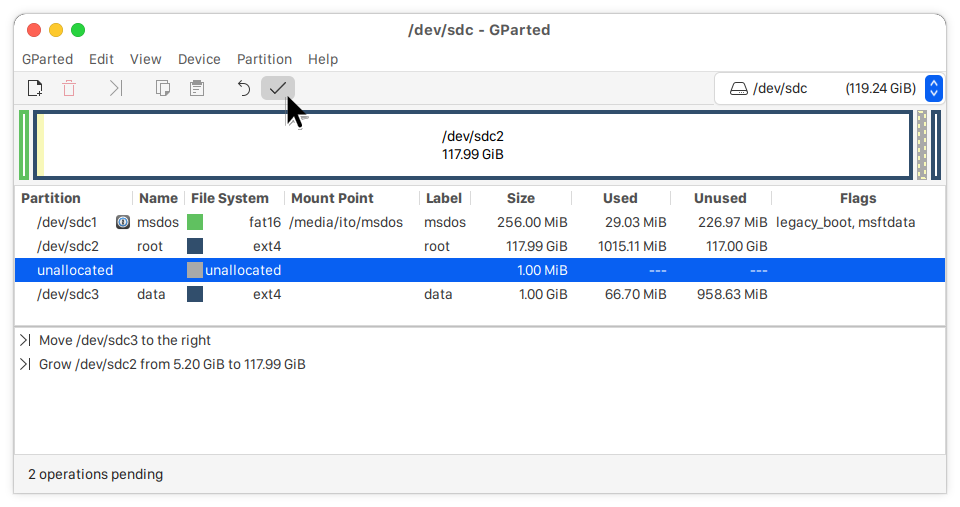 /dev/sdc - GParted
GParted Edit View Device Partition Help
/dev/sdc (119.24 GiB)
/dev/sdc2
117.99 GiB
Partition Name File System Mount Point Label Size Used Unused Flags
/dev/sdc1 msdos fat16 /media/ito/msdos msdos 256.00 MiB 29.03 MiB 226.97 MiB legacy_boot, msftdata
/dev/sdc2 root ext4 root 117.99 GiB 1015.11 MiB 117.00 GiB
unallocated unallocated 1.00 MiB --- ---
/dev/sdc3 data ext4 data 1.00 GiB 66.70 MiB 958.63 MiB
Move /dev/sdc3 to the right
Grow /dev/sdc2 from 5.20 GiB to 117.99 GiB
2 operations pending